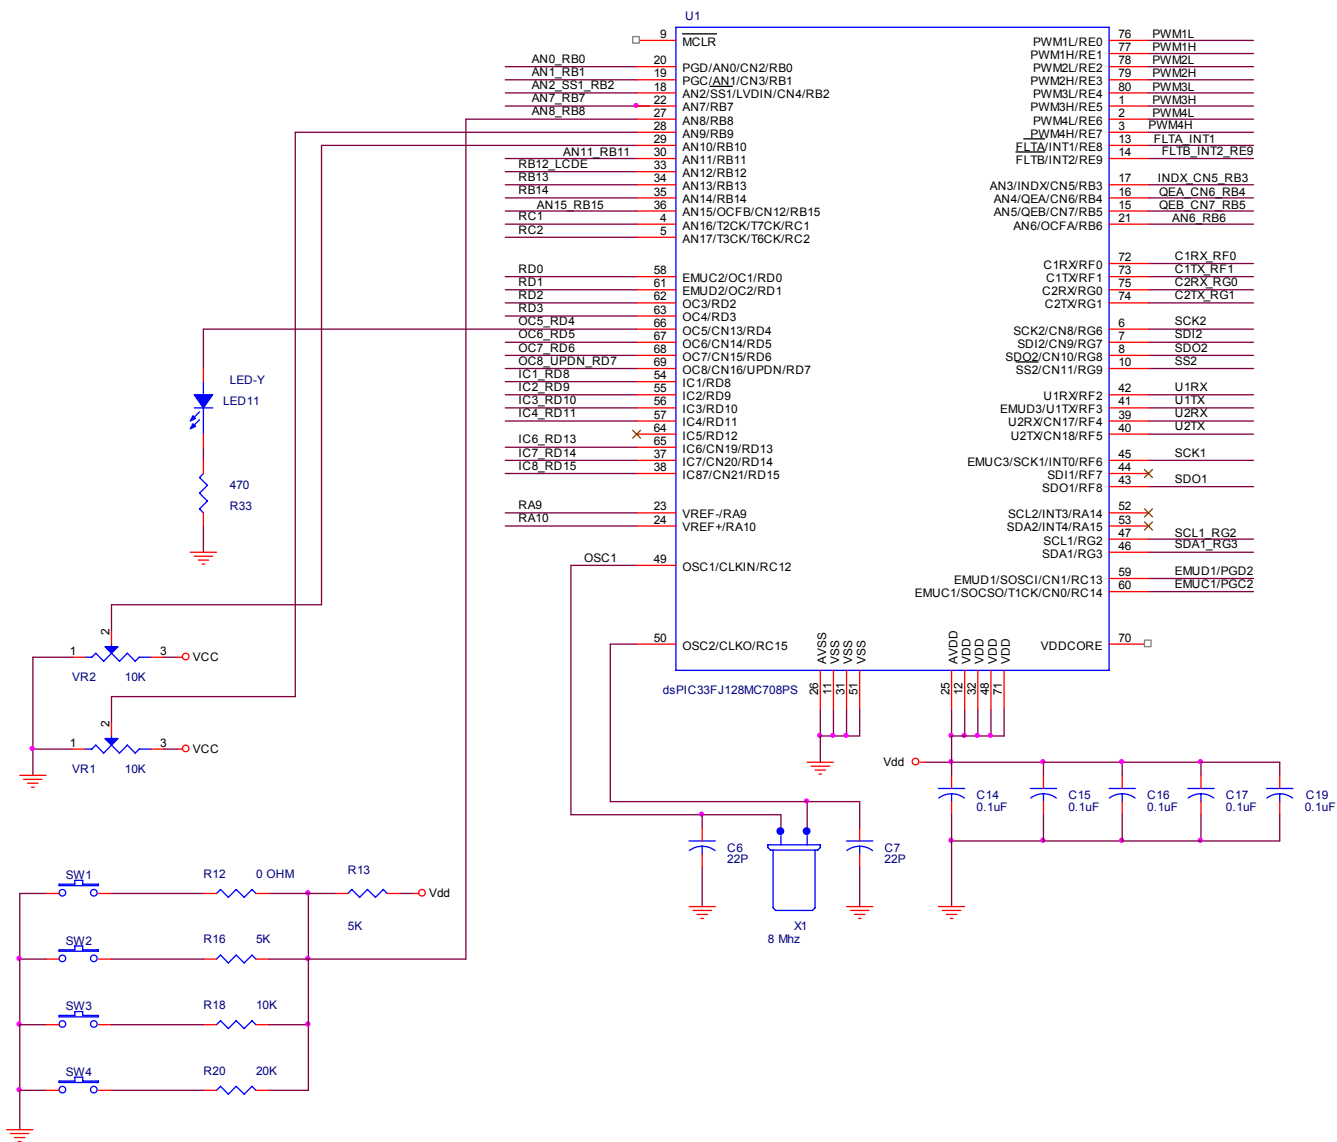 U1
9 MCLR
AN0_RB0 20 PGD/AN0/CN2/RB0
AN1_RB1 19 PGC/AN1/CN3/RB1
AN2_SS1_RB2 18 AN2/SS1/LVDIN/CN4/RB2
AN7_RB7 22 AN7/RB7
AN8_RB8 27 AN8/RB8
28 AN9/RB9
29 AN10/RB10
AN11_RB11 30 AN11/RB11
RB12_LCDE 33 AN12/RB12
RB13 34 AN13/RB13
RB14 35 AN14/RB14
AN15_RB15 36 AN15/OCFB/CN12/RB15
RC1 4 AN16/T2CK/T7CK/RC1
RC2 5 AN17/T3CK/T6CK/RC2
RD0 58 EMUC2/OC1/RD0
RD1 61 EMUD2/OC2/RD1
RD2 62 OC3/RD2
RD3 63 OC4/RD3
OC5_RD4 66 OC5/CN13/RD4
OC6_RD5 67 OC6/CN14/RD5
OC7_RD6 68 OC7/CN15/RD6
OC8_UPDN_RD7 69 OC8/CN16/UPDN/RD7
IC1_RD8 54 IC1/RD8
IC2_RD9 55 IC2/RD9
IC3_RD10 56 IC3/RD10
IC4_RD11 57 IC4/RD11
64 IC5/RD12
IC6_RD13 65 IC6/CN19/RD13
IC7_RD14 37 IC7/CN20/RD14
IC8_RD15 38 IC87/CN21/RD15
RA9 23 VREF-/RA9
RA10 24 VREF+/RA10
OSC1 49 OSC1/CLKIN/RC12
50 OSC2/CLKO/RC15
PWM1L/RE0 76 PWM1L
PWM1H/RE1 77 PWM1H
PWM2L/RE2 78 PWM2L
PWM2H/RE3 79 PWM2H
PWM3L/RE4 80 PWM3L
PWM3H/RE5 1 PWM3H
PWM4L/RE6 2 PWM4L
PWM4H/RE7 3 PWM4H
FLTA/INT1/RE8 13 FLTA_INT1
FLTB/INT2/RE9 14 FLTB_INT2_RE9
AN3/INDX/CN5/RB3 17 INDX_CN5_RB3
AN4/QEA/CN6/RB4 16 QEA_CN6_RB4
AN5/QEB/CN7/RB5 15 QEB_CN7_RB5
AN6/OCFA/RB6 21 AN6_RB6
C1RX/RF0 72 C1RX_RF0
C1TX/RF1 73 C1TX_RF1
C2RX/RG0 75 C2RX_RG0
C2TX/RG1 74 C2TX_RG1
SCK2/CN8/RG6 6 SCK2
SDI2/CN9/RG7 7 SDI2
SDO2/CN10/RG8 8 SDO2
SS2/CN11/RG9 10 SS2
U1RX/RF2 42 U1RX
EMUD3/U1TX/RF3 41 U1TX
U2RX/CN17/RF4 39 U2RX
U2TX/CN18/RF5 40 U2TX
EMUC3/SCK1/INT0/RF6 45 SCK1
SDI1/RF7 44
SDO1/RF8 43 SDO1
SCL2/INT3/RA14 52
SDA2/INT4/RA15 53
SCL1/RG2 47 SCL1_RG2
SDA1/RG3 46 SDA1_RG3
EMUD1/SOSCI/CN1/RC13 59 EMUD1/PGD2
EMUC1/SOCSO/T1CK/CN0/RC14 60 EMUC1/PGC2
VDDCORE 70
AVSS VSS VSS VSS
26 11 31 51
AVDD VDD VDD VDD VDD
25 12 32 48 71
dsPIC33FJ128MC708PS
LED-Y
LED11
470
R33
2
1 3 VCC
VR2 10K
2
1 3 VCC
VR1 10K
Vdd
C14 0.1uF
C15 0.1uF
C16 0.1uF
C17 0.1uF
C19 0.1uF
C6 22P
C7 22P
X1
8 Mhz
SW1 R12 0 OHM R13
Vdd
5K
SW2 R16 5K
SW3 R18 10K
SW4 R20 20K